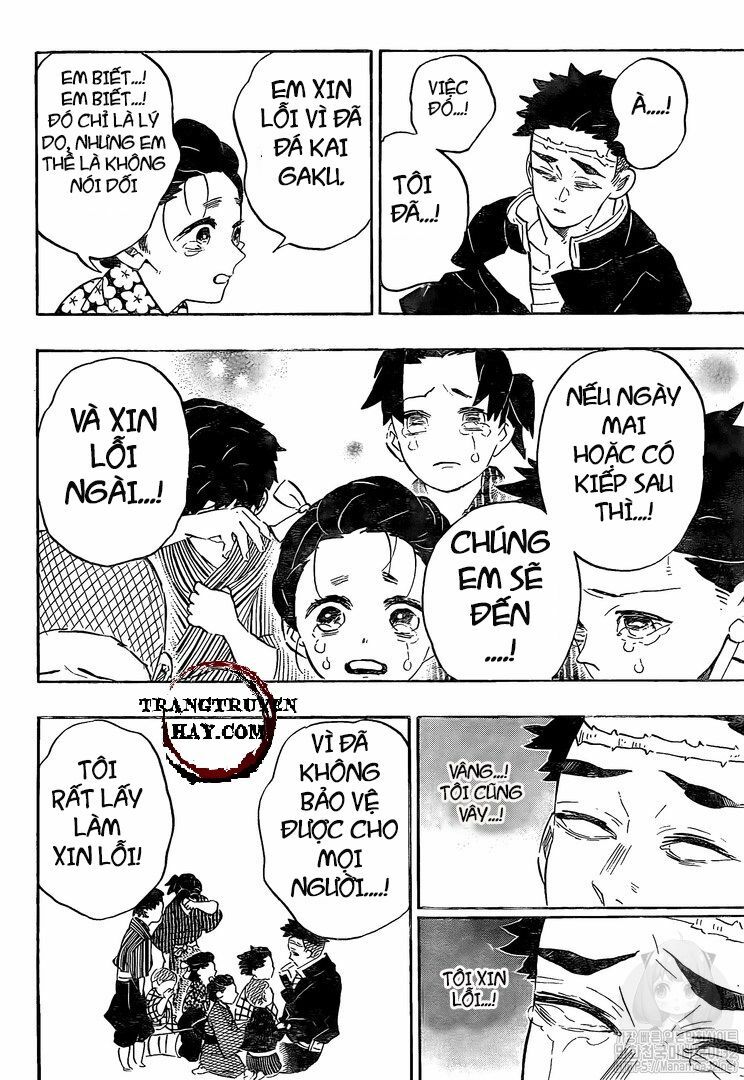 À....!
VIỆC
ĐÓ...!
TÔI
ĐÃ...!
EM XIN
LỖI VÌ ĐÃ
ĐÁ KAI
GAKU.
EM BIẾT...!
EM BIẾT...!
ĐÓ CHỈ LÀ LÝ
DO, NHƯNG EM
THỀ LÀ KHÔNG
NÓI DỐI
NẾU NGÀY
MAI
HOẶC CÓ
KIẾP SAU
THÌ...!
CHÚNG
EM SẼ
ĐẾN
....!
VÀ XIN
LỖI
NGÀI...!
TRANGTRUYEN
HAY.COM
VÂNG...!
TÔI CŨNG
VẬY...!
TÔI XIN
LỖI...!
VÌ ĐÃ
KHÔNG
BẢO VỆ
ĐƯỢC CHO
MỌI
NGƯỜI....!
TÔI
RẤT LẤY
LÀM
XIN LỖI!